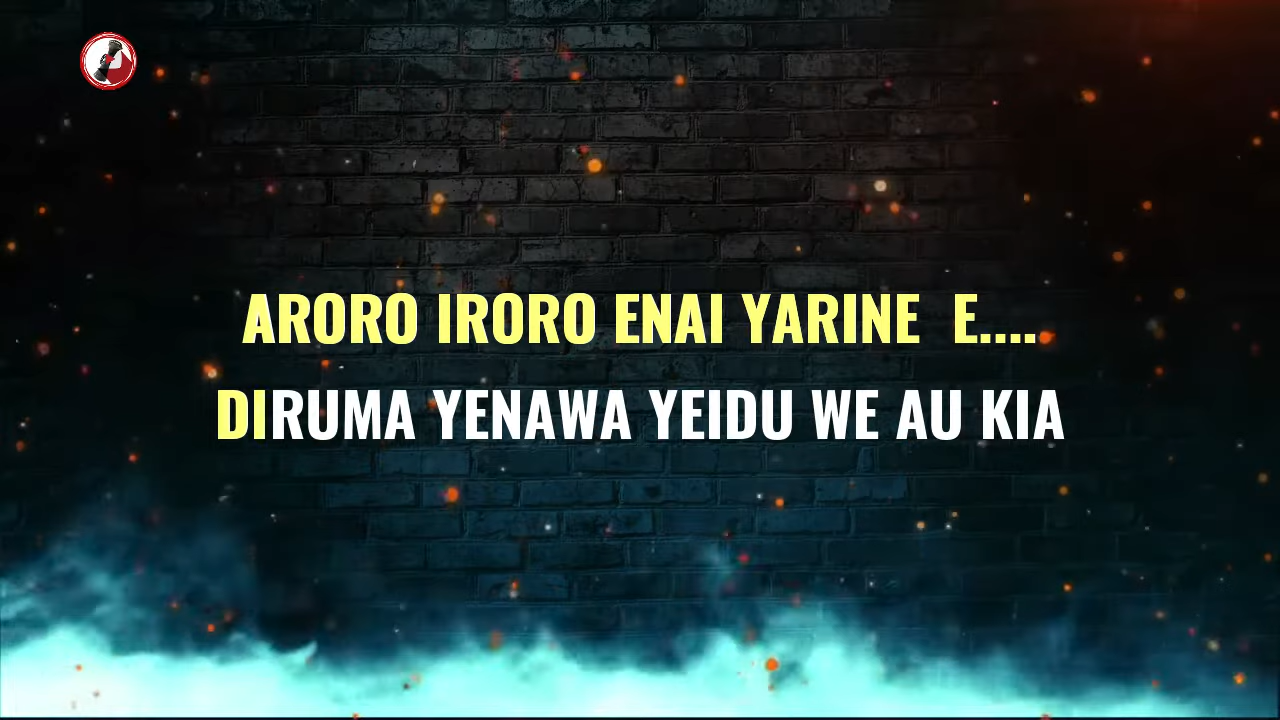 ARORO IRORO ENAI YARINE  E....
DIRUMA YENAWA YEIDU WE AU KIA